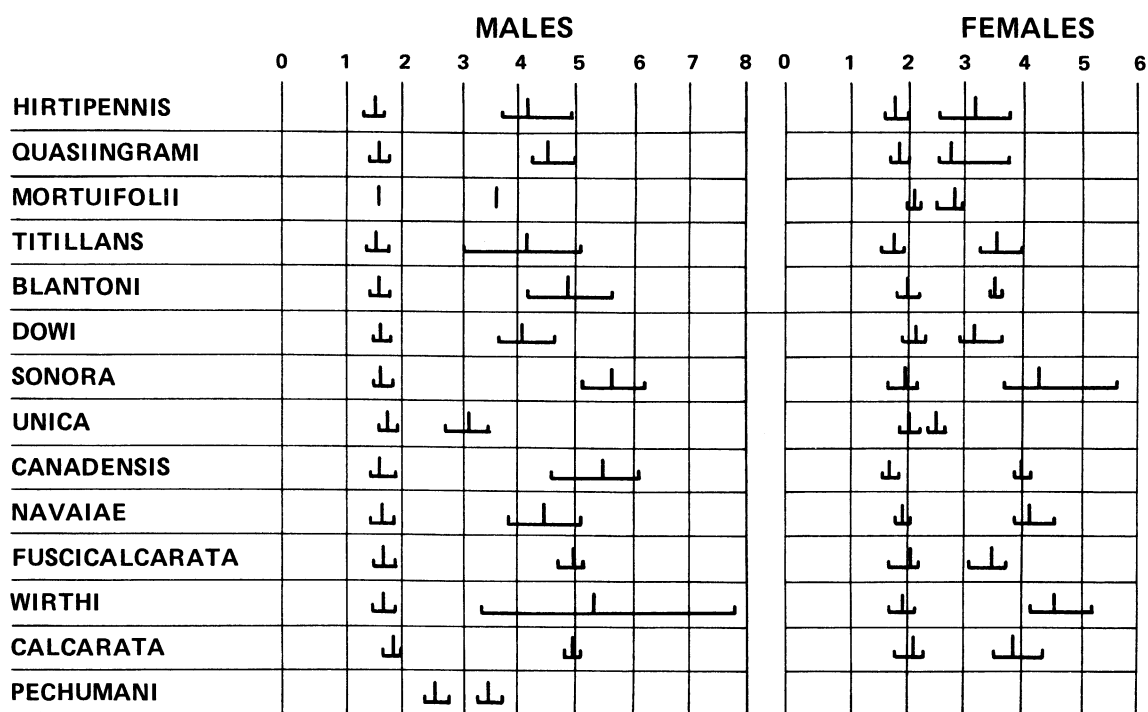 MALES FEMALES
0 1 2 3 4 5 6 7 8 0 1 2 3 4 5 6
HIRTIPENNIS
QUASIINGRAMI
MORTUIFOLII
TITILLANS
BLANTONI
DOWI
SONORA
UNICA
CANADENSIS
NAVAIAE
FUSCICALCARATA
WIRTHI
CALCARATA
PECHUMANI